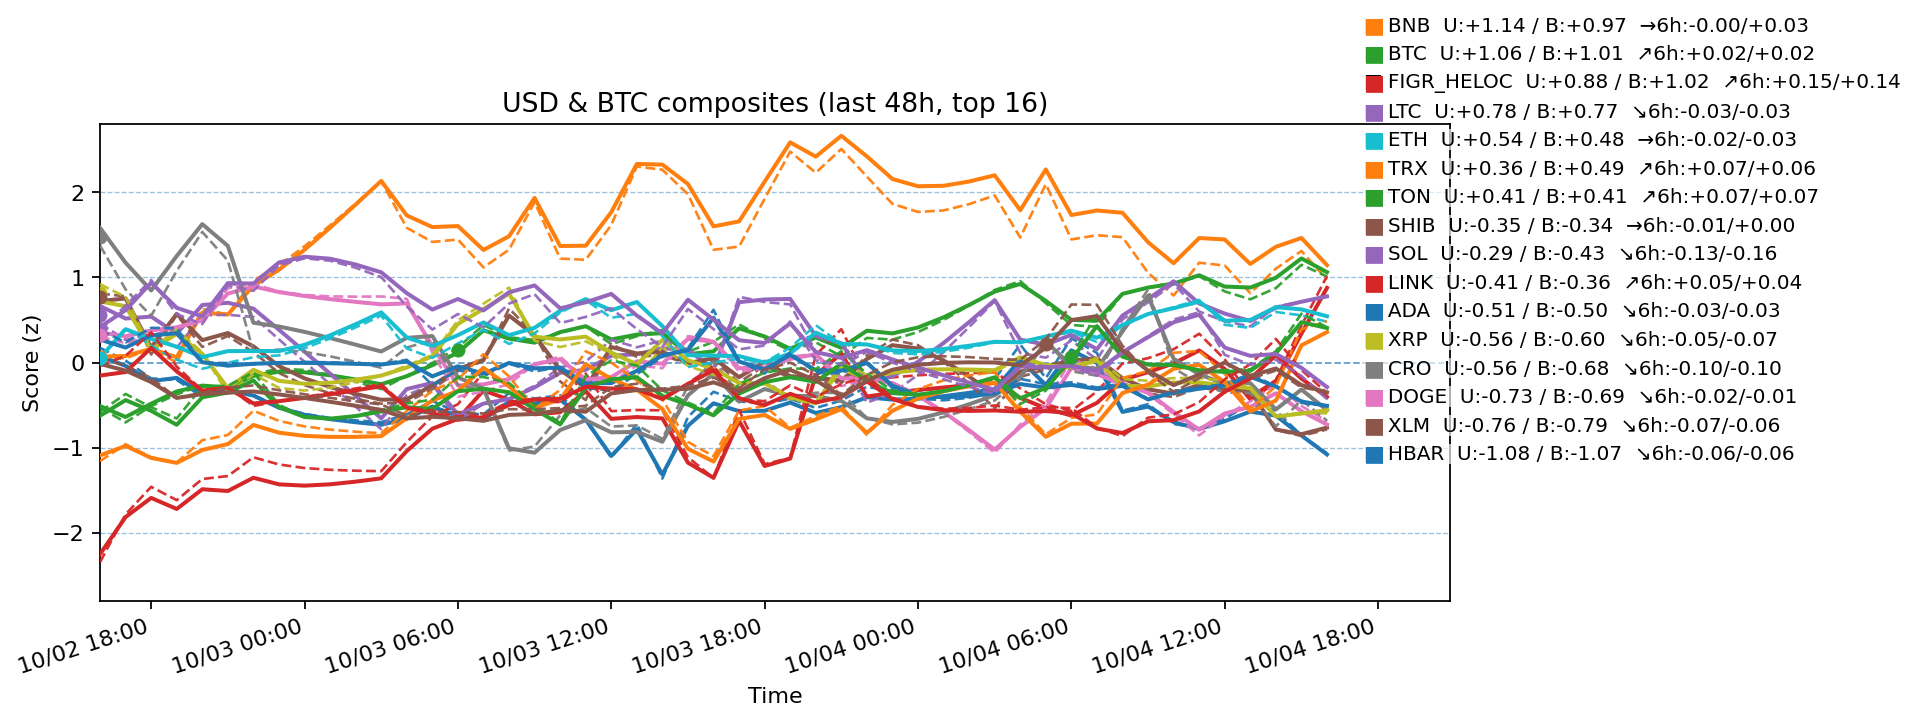 BNB U:+1.14 / B:+0.97 →6h:-0.00/+0.03
BTC U:+1.06 / B:+1.01 ↗6h:+0.02/+0.02
FIGR_HELOC U:+0.88 / B:+1.02 ↗6h:+0.15/+0.14
LTC U:+0.78 / B:+0.77 ↘6h:-0.03/-0.03
ETH U:+0.54 / B:+0.48 →6h:-0.02/-0.03
TRX U:+0.36 / B:+0.49 ↗6h:+0.07/+0.06
TON U:+0.41 / B:+0.41 ↗6h:+0.07/+0.07
SHIB U:-0.35 / B:-0.34 →6h:-0.01/+0.00
SOL U:-0.29 / B:-0.43 ↘6h:-0.13/-0.16
LINK U:-0.41 / B:-0.36 ↗6h:+0.05/+0.04
ADA U:-0.51 / B:-0.50 ↘6h:-0.03/-0.03
XRP U:-0.56 / B:-0.60 ↘6h:-0.05/-0.07
CRO U:-0.56 / B:-0.68 ↘6h:-0.10/-0.10
DOGE U:-0.73 / B:-0.69 ↘6h:-0.02/-0.01
XLM U:-0.76 / B:-0.79 ↘6h:-0.07/-0.06
HBAR U:-1.08 / B:-1.07 ↘6h:-0.06/-0.06
USD & BTC composites (last 48h, top 16)
Score (z)
2
1
0
−1
−2
10/02 18:00
10/03 00:00
10/03 06:00
10/03 12:00
10/03 18:00
10/04 00:00
10/04 06:00
10/04 12:00
10/04 18:00
Time